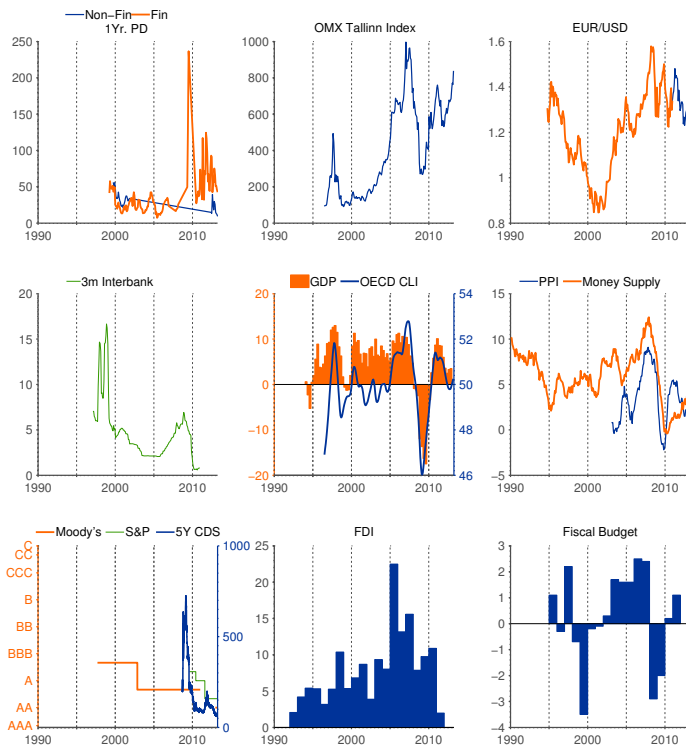 Non-Fin Fin
1Yr. PD
250
200
150
100
50
0
1990 2000 2010
OMX Tallinn Index
1000
800
600
400
200
0
1990 2000 2010
EUR/USD
1.6
1.4
1.2
1
0.8
1990 2000 2010
3m Interbank
20
15
10
5
0
1990 2000 2010
GDP OECD CLI
20 54
10 52
0 50
−10 48
−20 46
1990 2000 2010
PPI Money Supply
15
10
5
0
−5
1990 2000 2010
Moody's S&P 5Y CDS
C 1000
CC
CCC
B
BB 500
BBB
A
AA
AAA 0
1990 2000 2010
FDI
25
20
15
10
5
0
1990 2000 2010
Fiscal Budget
3
2
1
0
−1
−2
−3
−4
1990 2000 2010